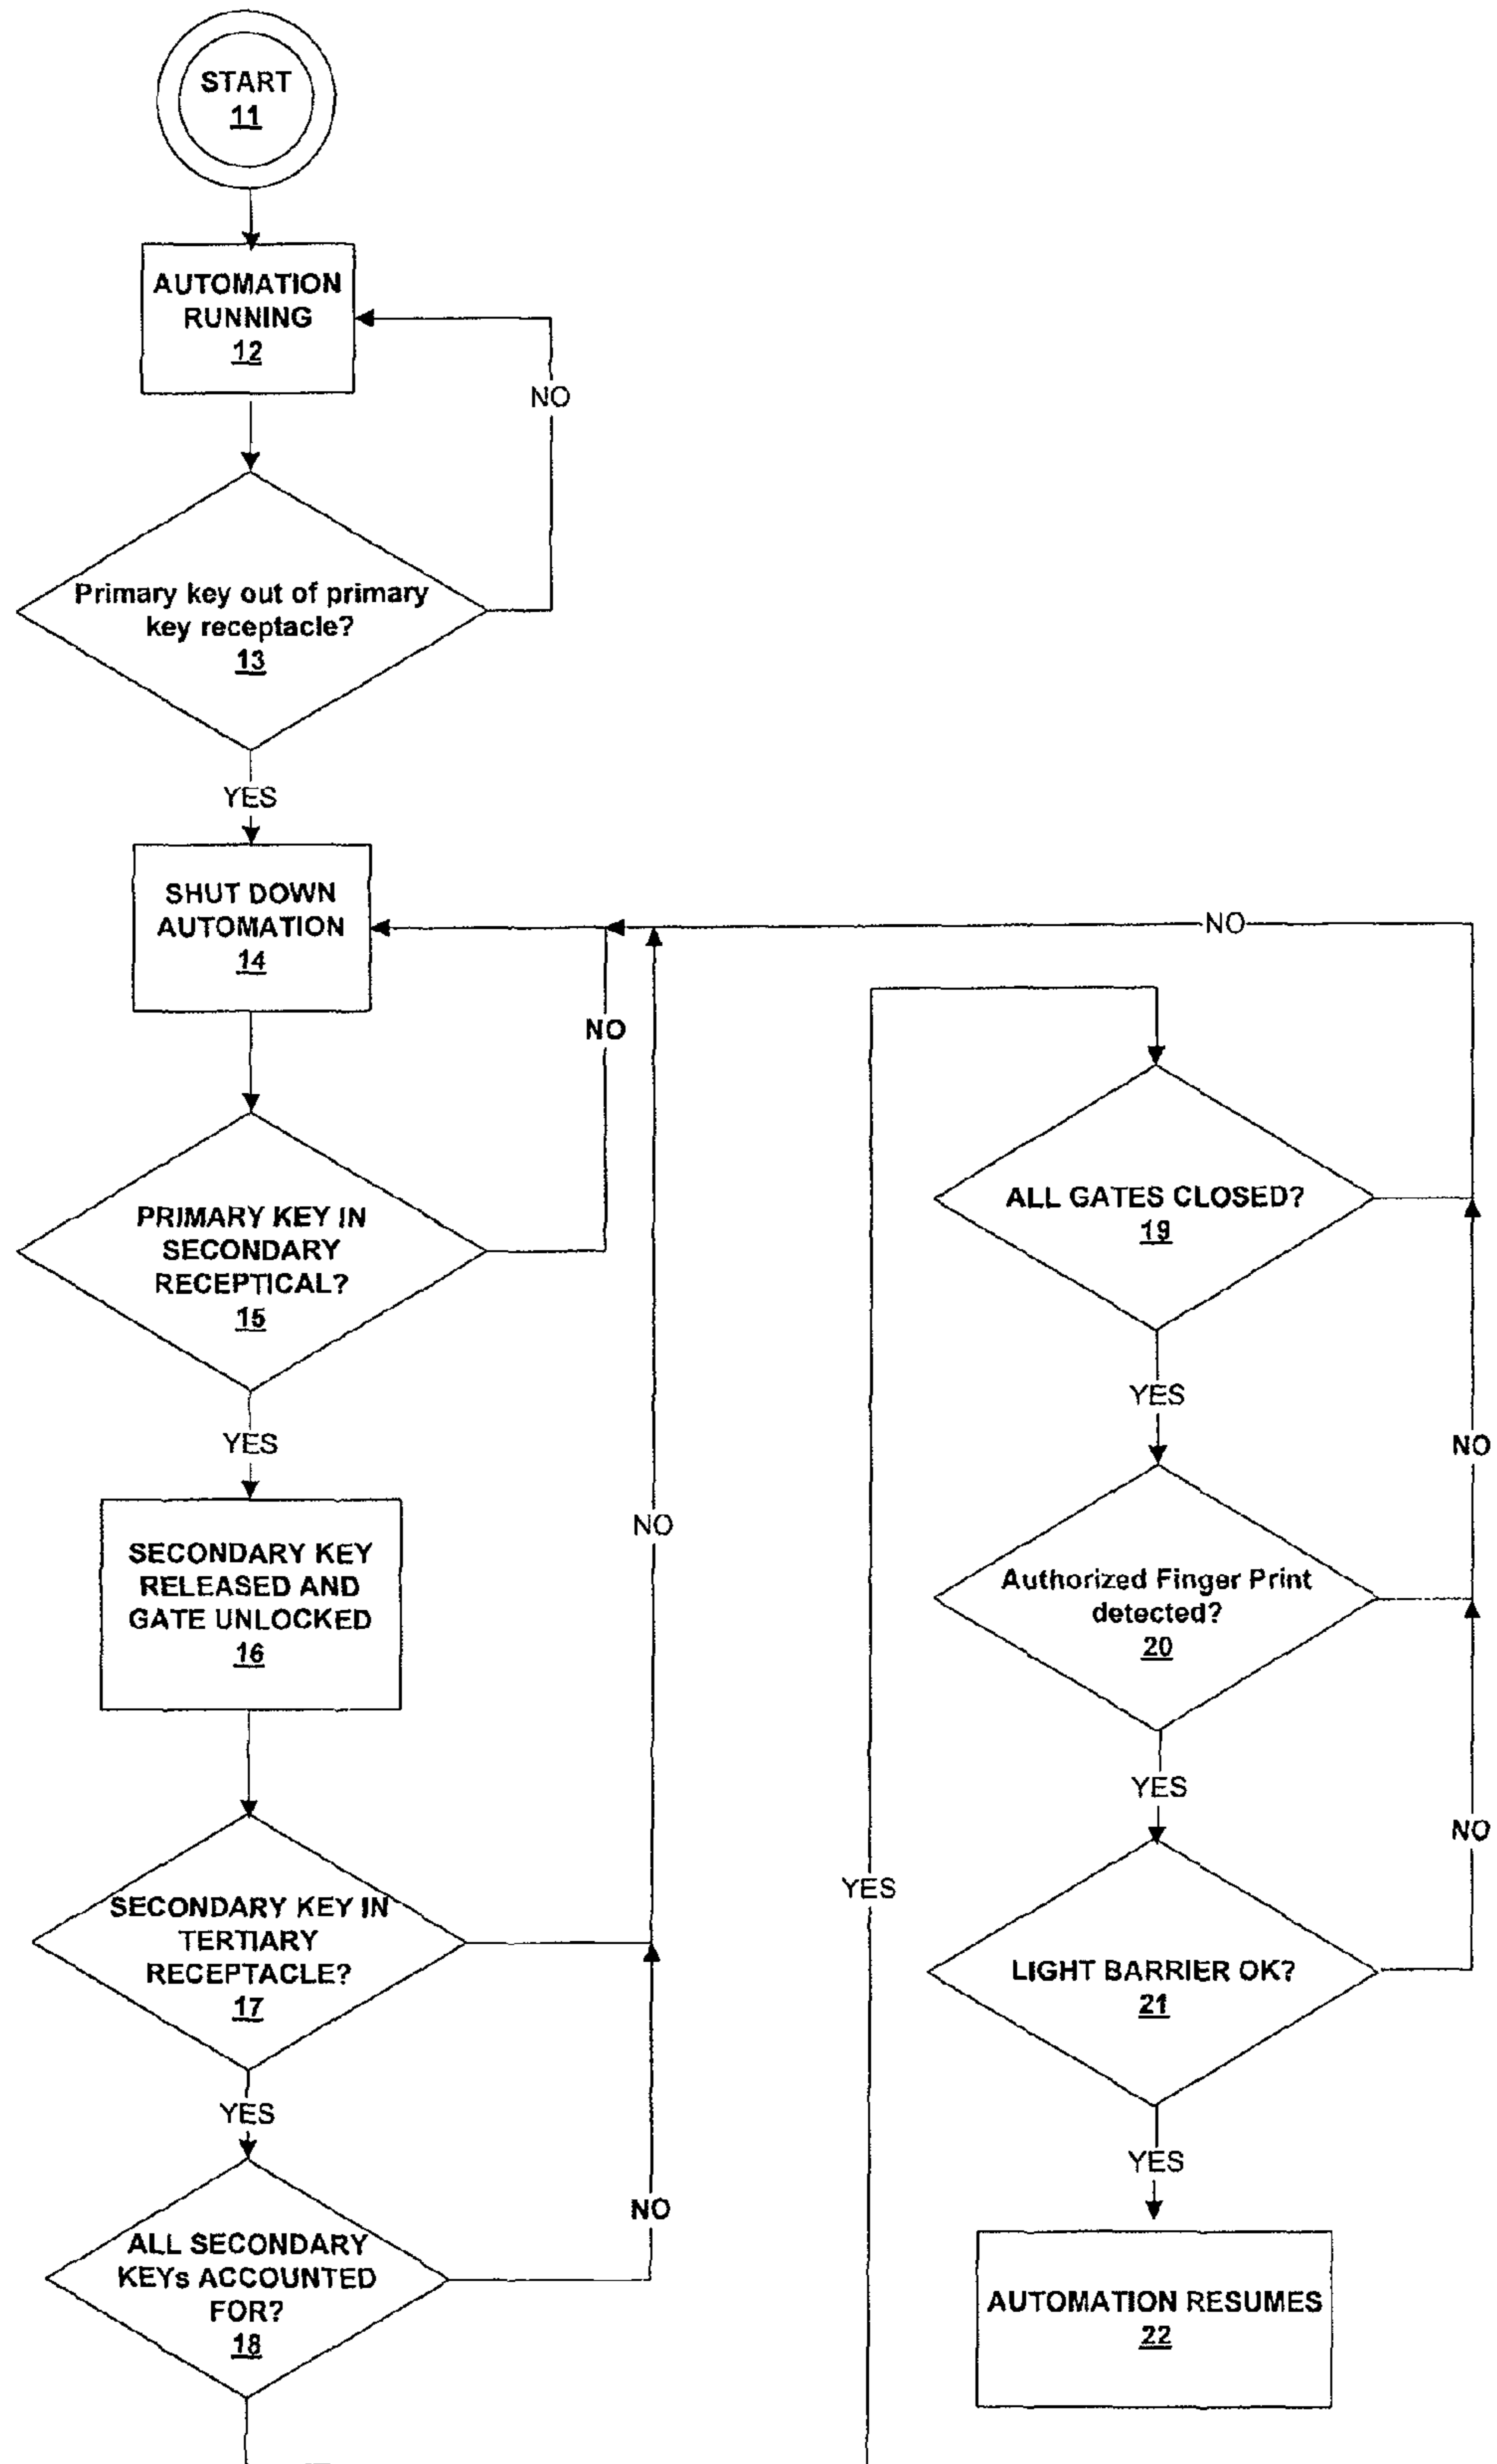 START
11
AUTOMATION
RUNNING
12
NO
Primary key out of primary
key receptacle?
13
YES
SHUT DOWN
AUTOMATION
14
NO
NO
PRIMARY KEY IN
SECONDARY
RECEPTICAL?
15
YES
SECONDARY KEY
RELEASED AND
GATE UNLOCKED
16
NO
SECONDARY KEY IN
TERTIARY
RECEPTACLE?
17
YES
ALL SECONDARY
KEYs ACCOUNTED
FOR?
18
NO
YES
ALL GATES CLOSED?
19
YES
NO
Authorized Finger Print
detected?
20
YES
NO
LIGHT BARRIER OK?
21
YES
AUTOMATION RESUMES
22